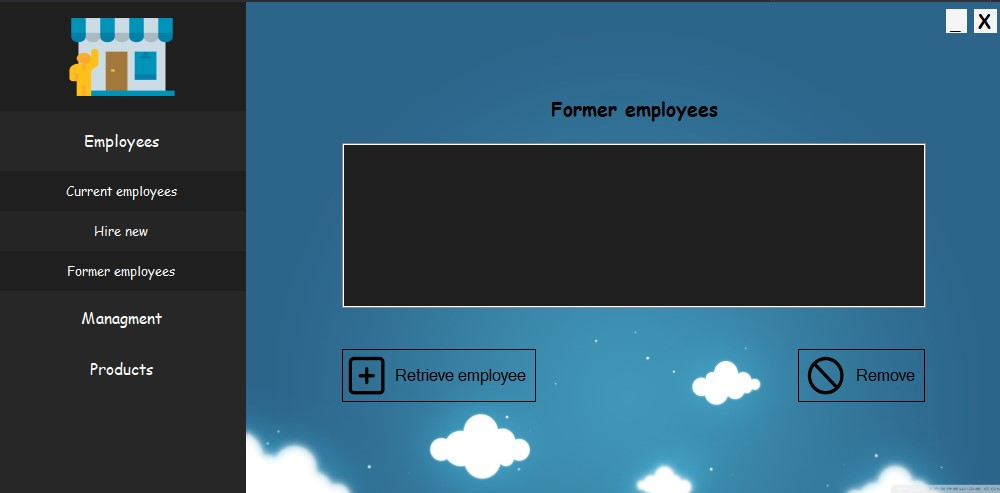 _ X
Employees
Current employees
Hire new
Former employees
Managment
Products
Former employees
Retrieve employee
Remove